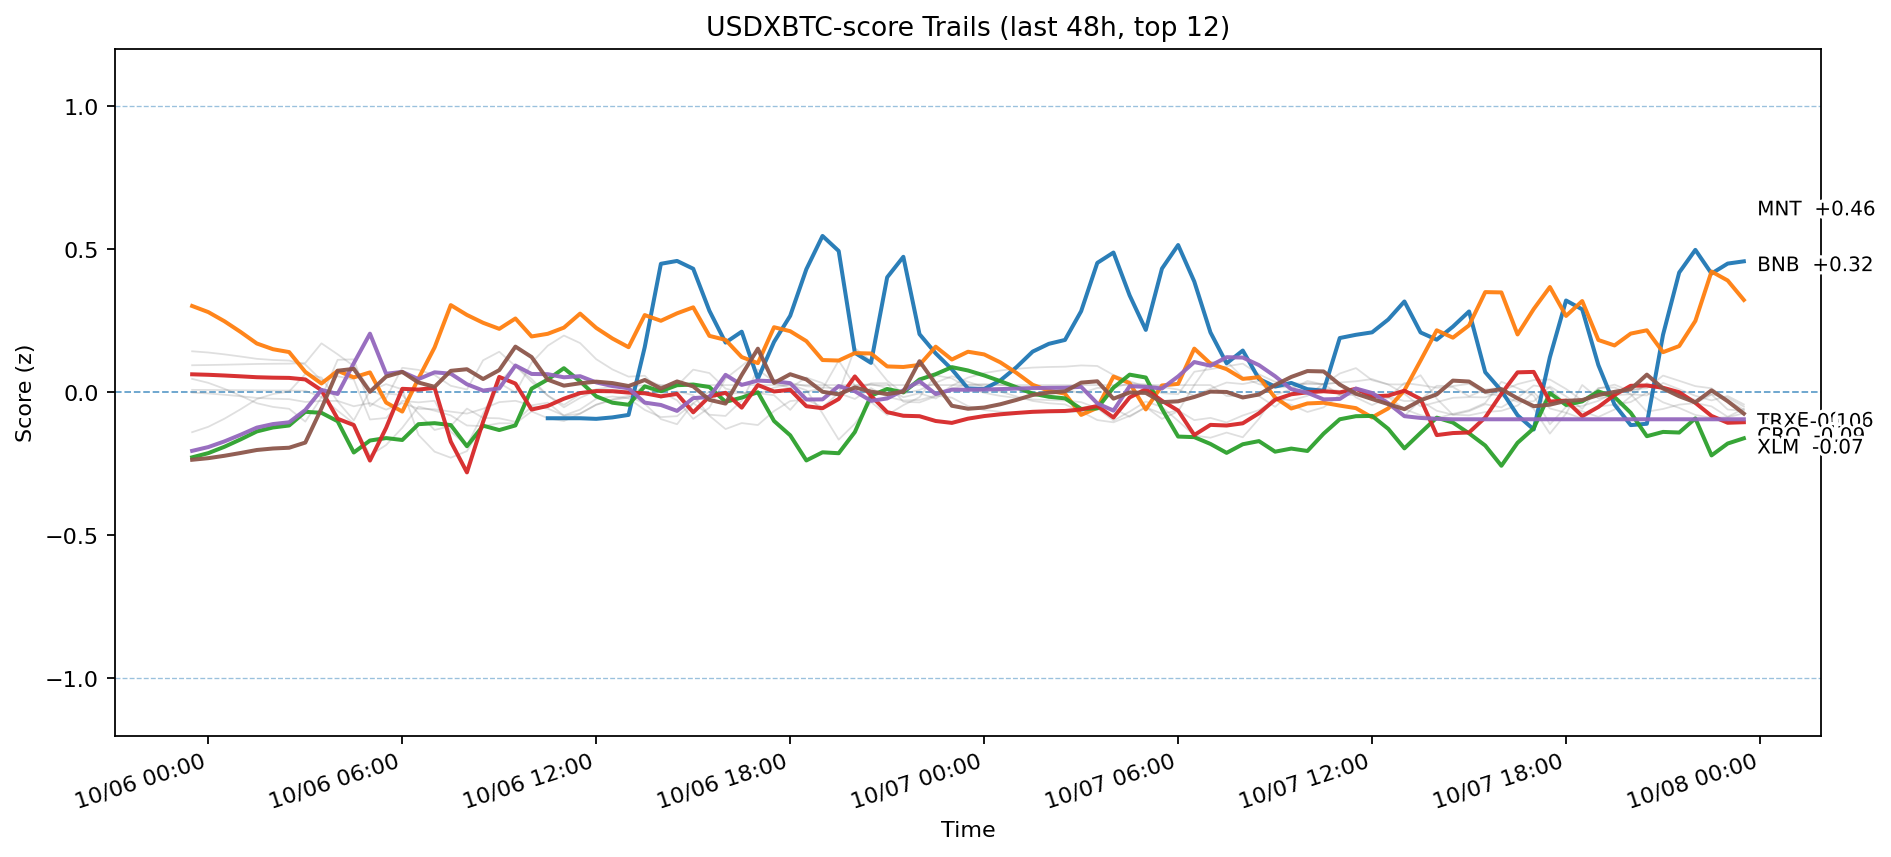 USDXBTC-score Trails (last 48h, top 12)
Score (z)
1.0
0.5
0.0
−0.5
−1.0
MNT +0.46
BNB +0.32
XLM -0.07
10/06 00:00
10/06 06:00
10/06 12:00
10/06 18:00
10/07 00:00
10/07 06:00
10/07 12:00
10/07 18:00
10/08 00:00
Time